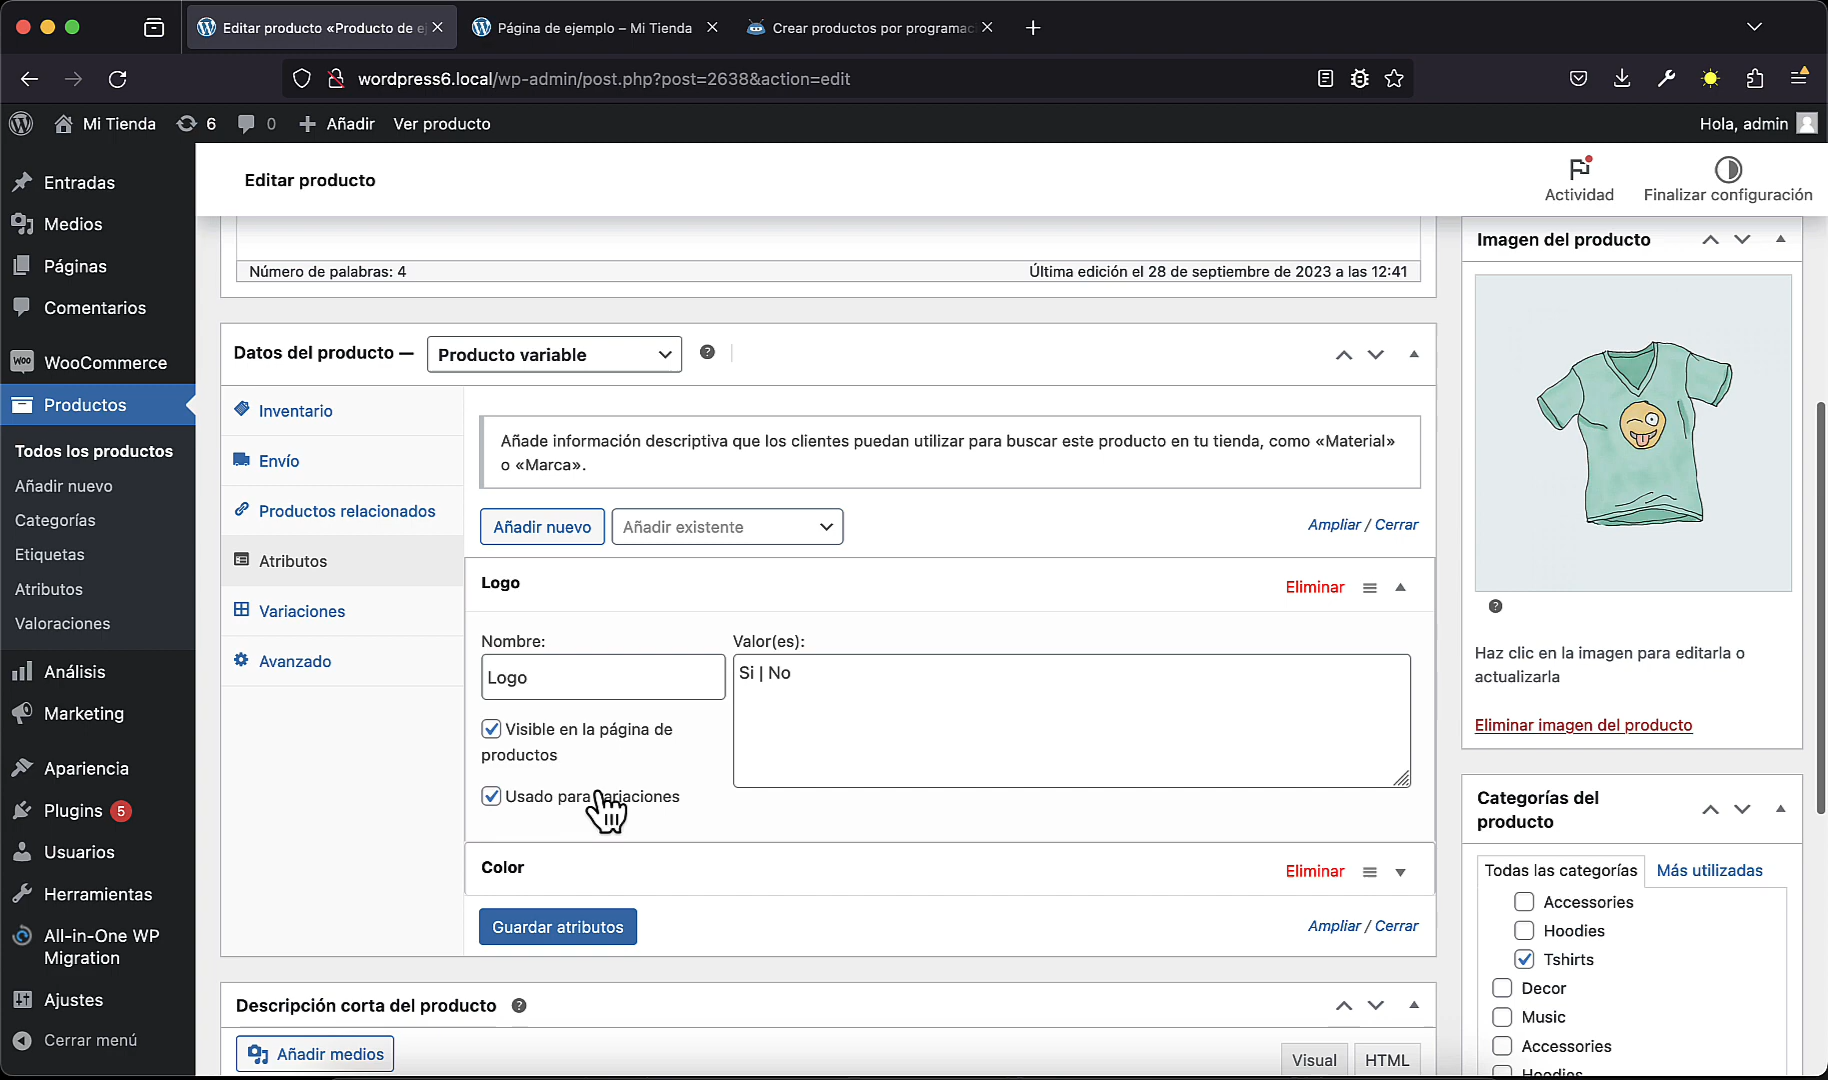 Editar producto «Producto de e
Página de ejemplo – Mi Tienda
Crear productos por programac
wordpress6.local/wp-admin/post.php?post=2638&action=edit
Mi Tienda
6
0
Añadir
Ver producto
Hola, admin
Editar producto
Actividad
Finalizar configuración
Entradas
Medios
Páginas
Comentarios
WooCommerce
Productos
Todos los productos
Añadir nuevo
Categorías
Etiquetas
Atributos
Valoraciones
Análisis
Marketing
Apariencia
Plugins 5
Usuarios
Herramientas
All-in-One WP
Migration
Ajustes
Cerrar menú
Número de palabras: 4
Última edición el 28 de septiembre de 2023 a las 12:41
Datos del producto —
Producto variable
Inventario
Envío
Productos relacionados
Atributos
Variaciones
Avanzado
Añade información descriptiva que los clientes puedan utilizar para buscar este producto en tu tienda, como «Material»
o «Marca».
Añadir nuevo
Añadir existente
Ampliar / Cerrar
Logo
Eliminar
Nombre:
Logo
Valor(es):
Si | No
Visible en la página de
productos
Usado para variaciones
Color
Eliminar
Guardar atributos
Ampliar / Cerrar
Descripción corta del producto
Añadir medios
Visual
HTML
Imagen del producto
Haz clic en la imagen para editarla o
actualizarla
Eliminar imagen del producto
Categorías del
producto
Todas las categorías
Más utilizadas
Accessories
Hoodies
Tshirts
Decor
Music
Accessories
Hoodies